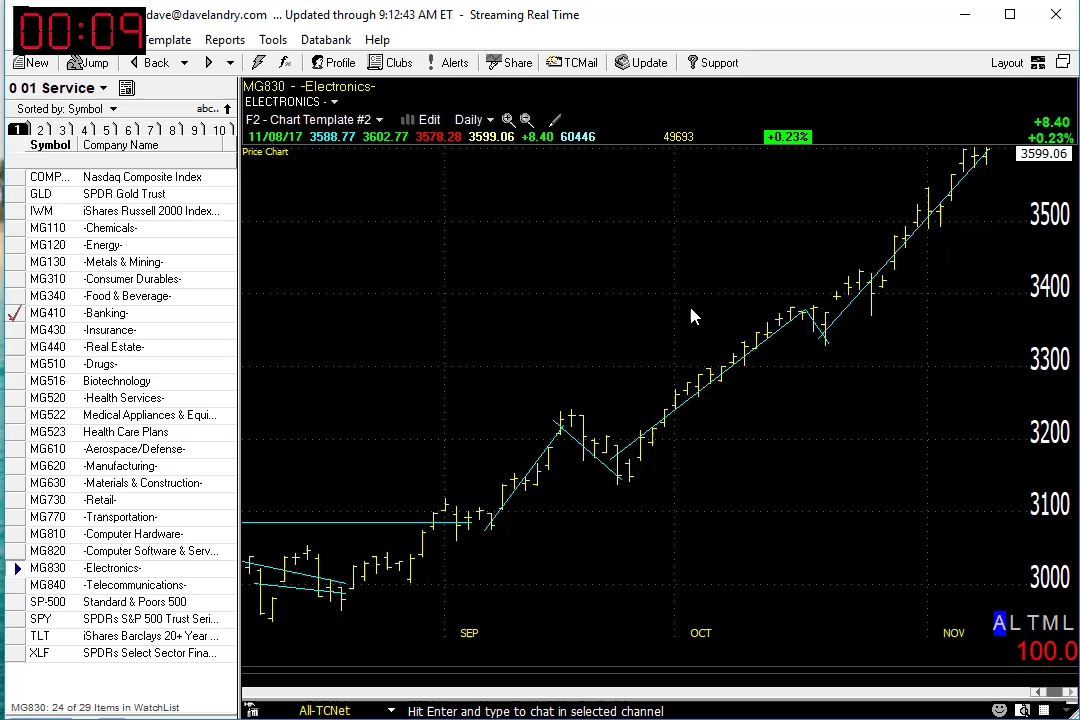 00:09
dave@davelandry.com ... Updated through 9:12:43 AM ET - Streaming Real Time
Template Reports Tools Databank Help
New Jump Back Profile Clubs Alerts Share TCMail Update Support Layout
0 01 Service
Sorted by: Symbol abc..
1 2 3 4 5 6 7 8 9 10
Symbol Company Name
COMP... Nasdaq Composite Index
GLD SPDR Gold Trust
IWM iShares Russell 2000 Index...
MG110 -Chemicals-
MG120 -Energy-
MG130 -Metals & Mining-
MG310 -Consumer Durables-
MG340 -Food & Beverage-
MG410 -Banking-
MG430 -Insurance-
MG440 -Real Estate-
MG510 -Drugs-
MG516 Biotechnology
MG520 -Health Services-
MG522 Medical Appliances & Equi...
MG523 Health Care Plans
MG610 -Aerospace/Defense-
MG620 -Manufacturing-
MG630 -Materials & Construction-
MG730 -Retail-
MG770 -Transportation-
MG810 -Computer Hardware-
MG820 -Computer Software & Serv...
MG830 -Electronics-
MG840 -Telecommunications-
SP-500 Standard & Poors 500
SPY SPDRs S&P 500 Trust Seri...
TLT iShares Barclays 20+ Year ...
XLF SPDRs Select Sector Fina...
MG830: 24 of 29 Items in WatchList
MG830 - -Electronics-
ELECTRONICS -
F2 - Chart Template #2 Edit Daily
11/08/17 3588.77 3602.77 3578.28 3599.06 +8.40 60446 49693 +0.23%
+8.40
+0.23%
Price Chart
3599.06
3500
3400
3300
3200
3100
3000
SEP OCT NOV
A L T M L
100.0
All-TCNet Hit Enter and type to chat in selected channel